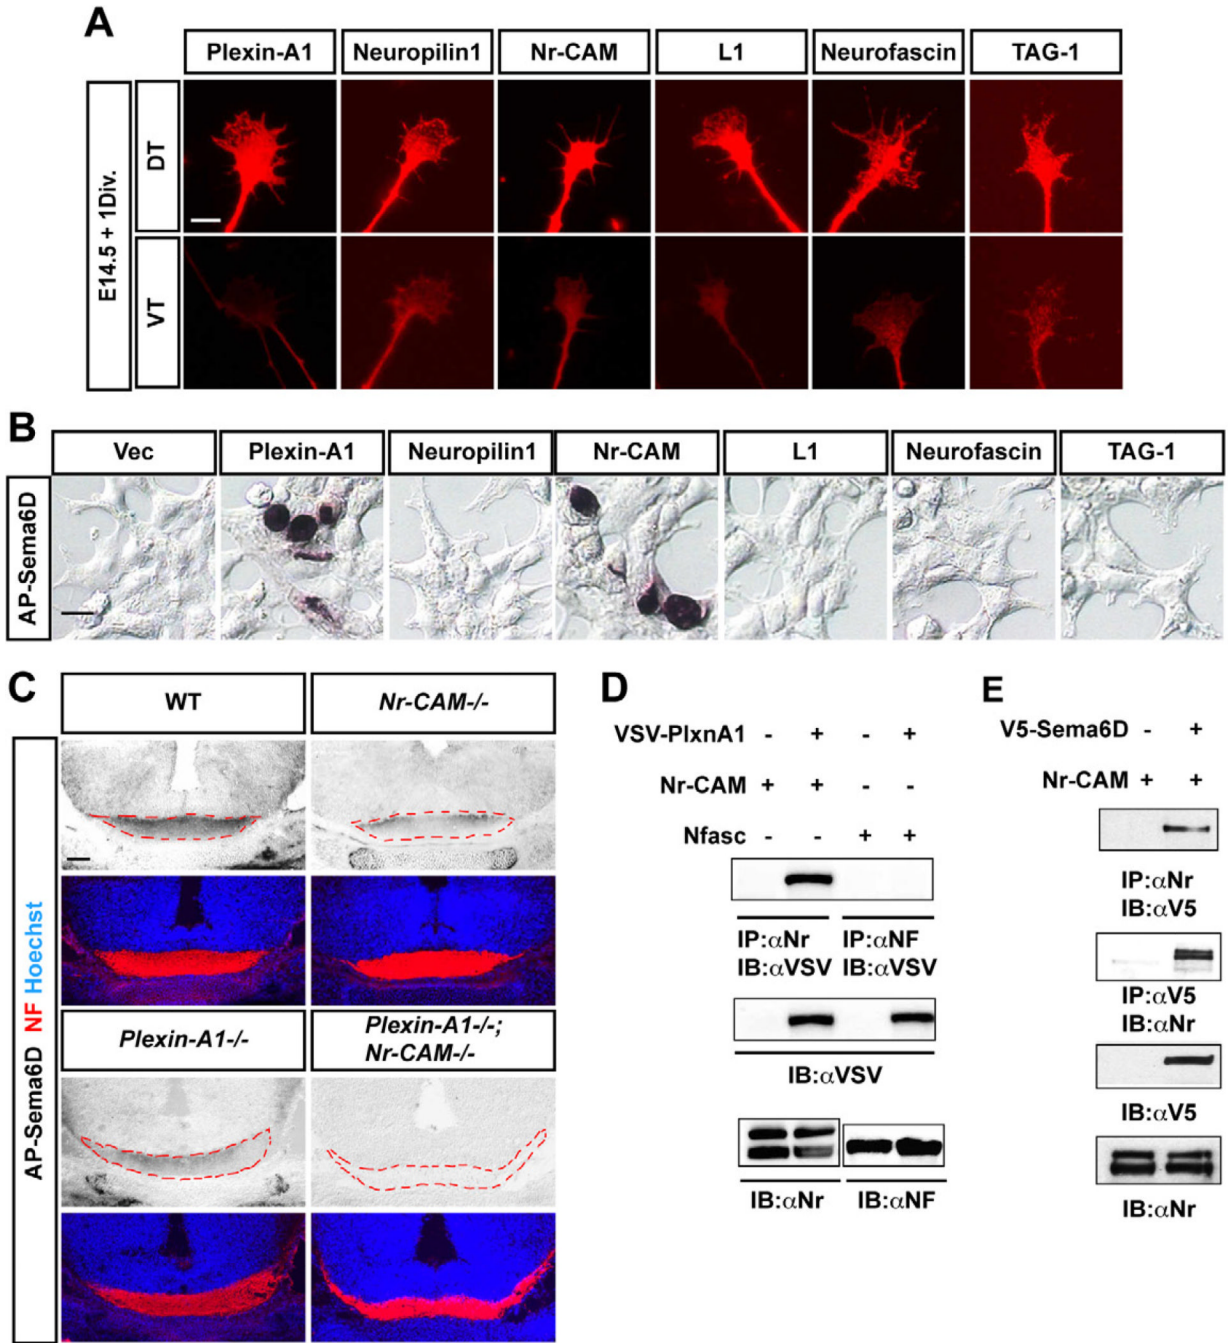 A
Plexin-A1 Neuropilin1 Nr-CAM L1 Neurofascin TAG-1
E14.5 + 1Div.
DT
VT
B
Vec Plexin-A1 Neuropilin1 Nr-CAM L1 Neurofascin TAG-1
AP-Sema6D
C
WT Nr-CAM-/-
AP-Sema6D NF Hoechst
Plexin-A1-/- Plexin-A1-/-;
Nr-CAM-/-
D
VSV-PlxnA1 - + - +
Nr-CAM + + - -
Nfasc - - + +
IP:αNr IP:αNF
IB:αVSV IB:αVSV
IB:αVSV
IB:αNr IB:αNF
E
V5-Sema6D - +
Nr-CAM + +
IP:αNr
IB:αV5
IP:αV5
IB:αNr
IB:αV5
IB:αNr